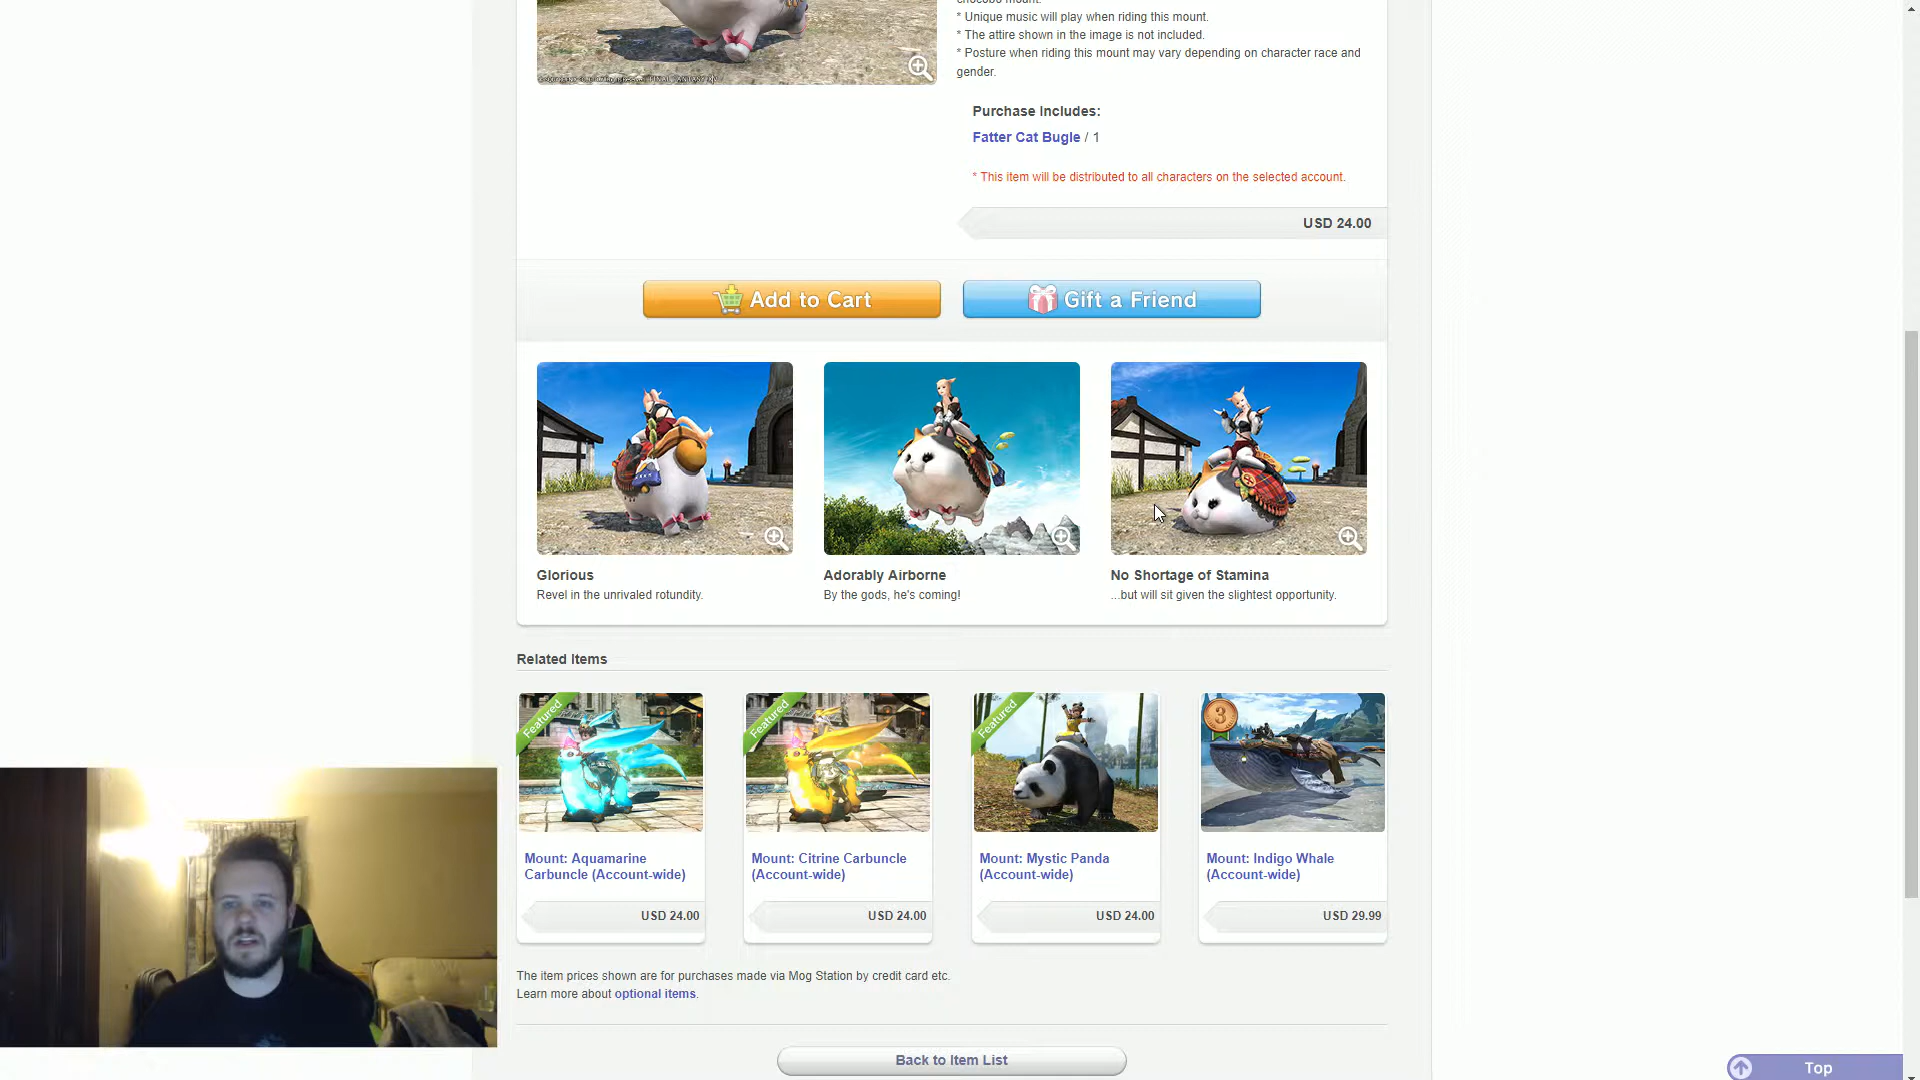 * Unique music will play when riding this mount.
* The attire shown in the image is not included.
* Posture when riding this mount may vary depending on character race and
gender.
Purchase Includes:
Fatter Cat Bugle / 1
* This item will be distributed to all characters on the selected account.
USD 24.00
Add to Cart
Gift a Friend
Glorious
Revel in the unrivaled rotundity.
Adorably Airborne
By the gods, he's coming!
No Shortage of Stamina
...but will sit given the slightest opportunity.
Related Items
Featured
Mount: Aquamarine
Carbuncle (Account-wide)
USD 24.00
Featured
Mount: Citrine Carbuncle
(Account-wide)
USD 24.00
Featured
Mount: Mystic Panda
(Account-wide)
USD 24.00
3
Mount: Indigo Whale
(Account-wide)
USD 29.99
The item prices shown are for purchases made via Mog Station by credit card etc.
Learn more about optional items.
Back to Item List
Top